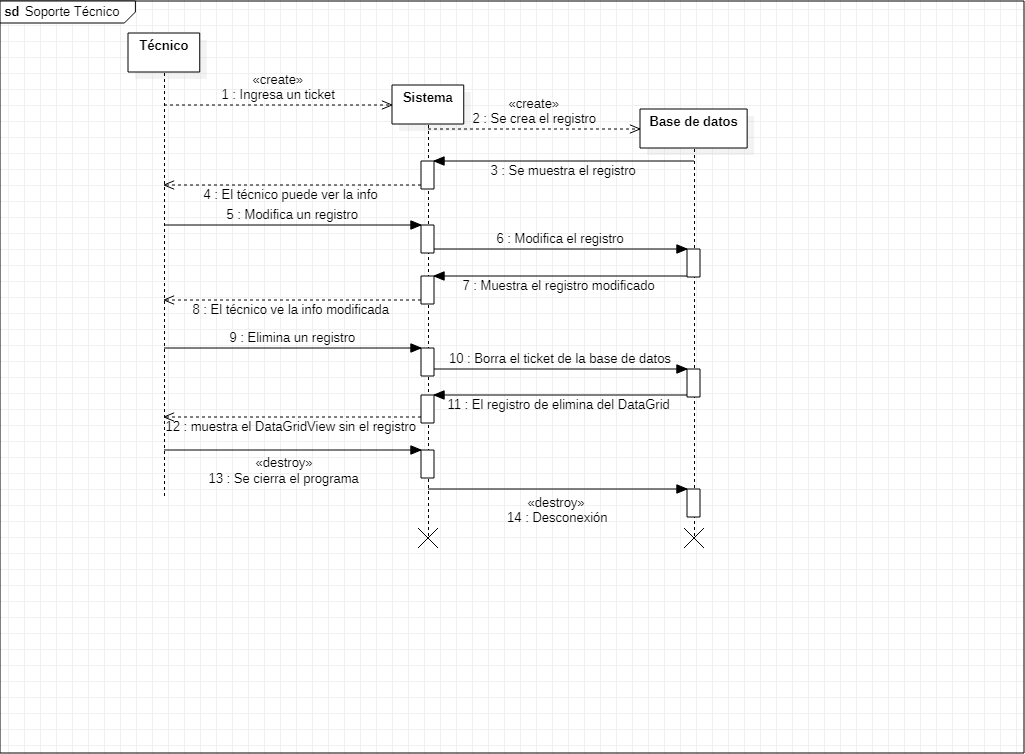 sd Soporte Técnico
Técnico
«create»
1 : Ingresa un ticket
Sistema
«create»
2 : Se crea el registro
Base de datos
3 : Se muestra el registro
4 : El técnico puede ver la info
5 : Modifica un registro
6 : Modifica el registro
7 : Muestra el registro modificado
8 : El técnico ve la info modificada
9 : Elimina un registro
10 : Borra el ticket de la base de datos
11 : El registro de elimina del DataGrid
12 : muestra el DataGridView sin el registro
«destroy»
13 : Se cierra el programa
«destroy»
14 : Desconexión